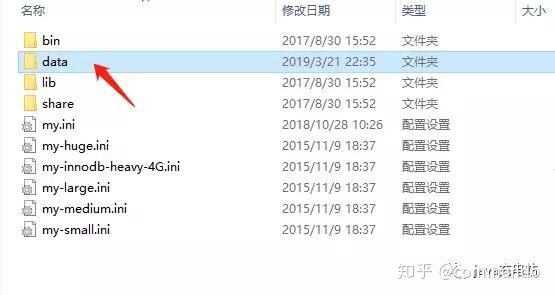 名称 修改日期 类型
bin 2017/8/30 15:52 文件夹
data 2019/3/21 22:35 文件夹
lib 2017/8/30 15:52 文件夹
share 2017/8/30 15:52 文件夹
my.ini 2018/10/28 10:26 配置设置
my-huge.ini 2015/11/9 18:37 配置设置
my-innodb-heavy-4G.ini 2015/11/9 18:37 配置设置
my-large.ini 2015/11/9 18:37 配置设置
my-medium.ini 2015/11/9 18:37 配置设置
my-small.ini 2015/11/9 18:37 配置设置
知乎